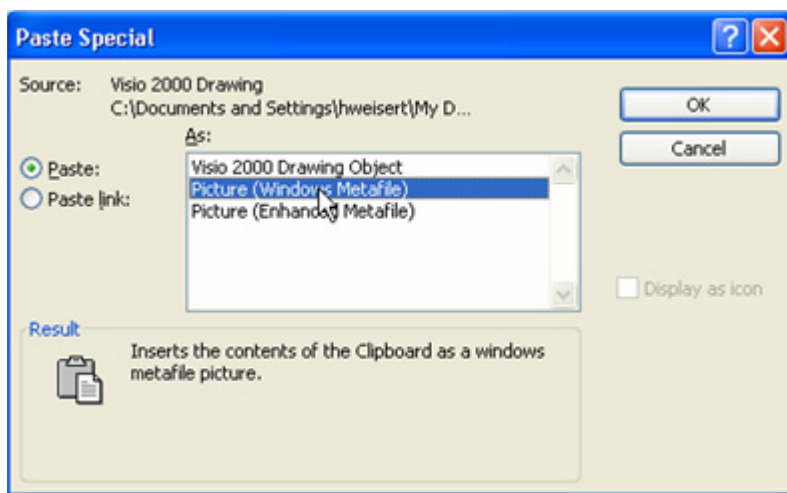 Paste Special
Source: Visio 2000 Drawing
C:\Documents and Settings\hweisert\My D...
As:
Paste:
Paste link:
Visio 2000 Drawing Object
Picture (Windows Metafile)
Picture (Enhanced Metafile)
OK
Cancel
Display as icon
Result
Inserts the contents of the Clipboard as a windows
metafile picture.